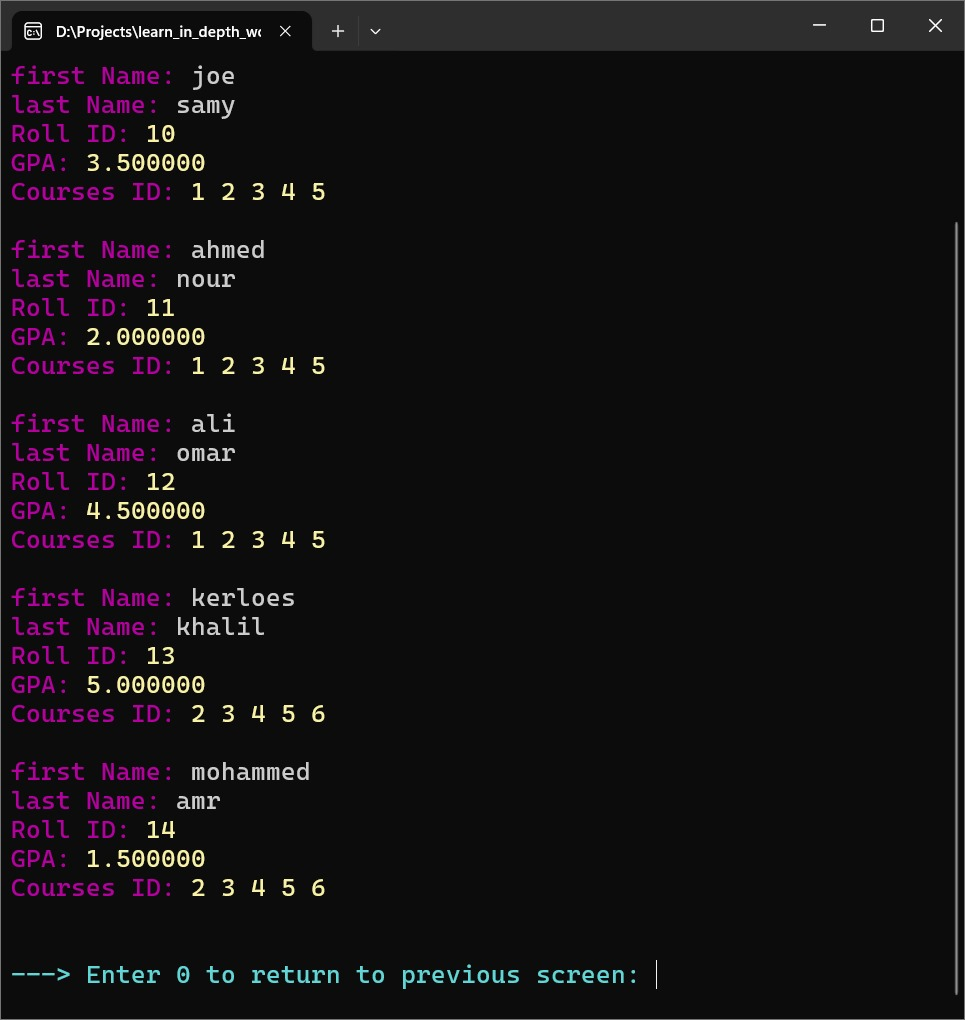 D:\Projects\learn_in_depth_wo
first Name: joe
last Name: samy
Roll ID: 10
GPA: 3.500000
Courses ID: 1 2 3 4 5
first Name: ahmed
last Name: nour
Roll ID: 11
GPA: 2.000000
Courses ID: 1 2 3 4 5
first Name: ali
last Name: omar
Roll ID: 12
GPA: 4.500000
Courses ID: 1 2 3 4 5
first Name: kerloes
last Name: khalil
Roll ID: 13
GPA: 5.000000
Courses ID: 2 3 4 5 6
first Name: mohammed
last Name: amr
Roll ID: 14
GPA: 1.500000
Courses ID: 2 3 4 5 6
---> Enter 0 to return to previous screen: